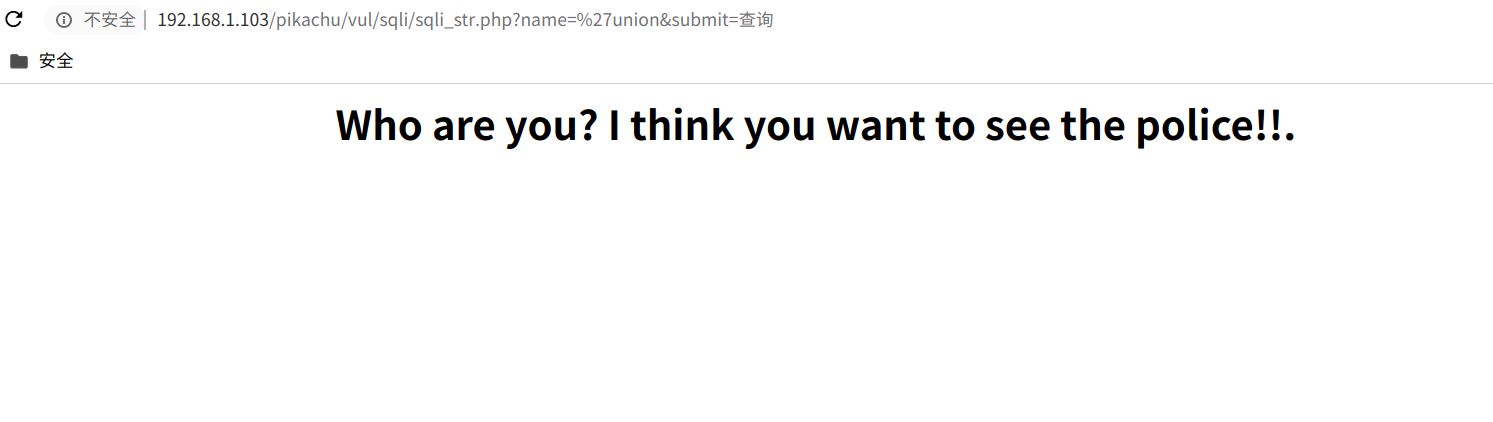 不安全 | 192.168.1.103/pikachu/vul/sqli/sqli_str.php?name=%27union&submit=查询
安全
Who are you? I think you want to see the police!!.